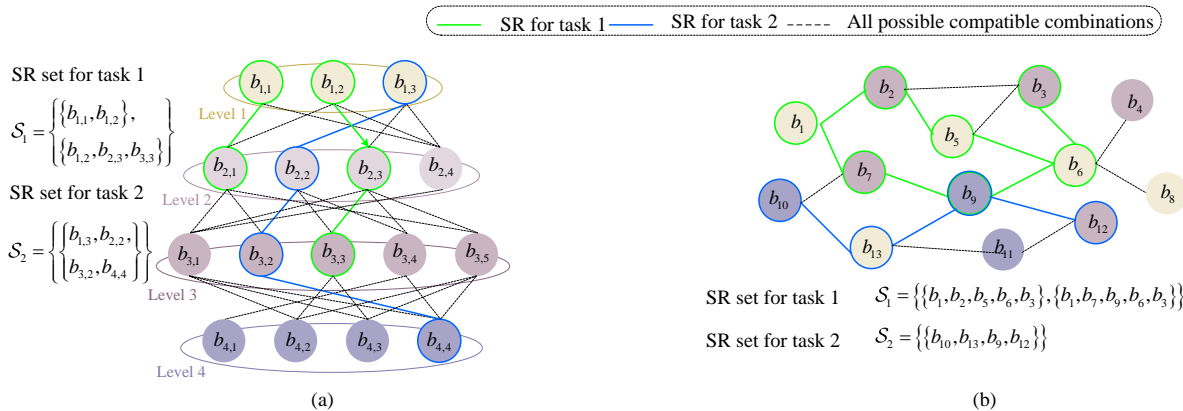 SR for task 1 SR for task 2 All possible compatible combinations
SR set for task 1
S₁ = {{b₁,₁, b₁,₂},
{b₁,₂, b₂,₃, b₃,₃}}
SR set for task 2
S₂ = {{b₁,₃, b₂,₂,
b₃,₂, b₄,₄}}
b₁,₁ b₁,₂ b₁,₃
Level 1
b₂,₁ b₂,₂ b₂,₃ b₂,₄
Level 2
b₃,₁ b₃,₂ b₃,₃ b₃,₄ b₃,₅
Level 3
b₄,₁ b₄,₂ b₄,₃ b₄,₄
Level 4
(a)
b₂ b₃ b₄
b₁ b₅ b₆
b₇ b₈
b₁₀ b₉ b₁₂
b₁₃ b₁₁
SR set for task 1 S₁ = {{b₁, b₂, b₅, b₆, b₃}, {b₁, b₇, b₉, b₆, b₃}}
SR set for task 2 S₂ = {{b₁₀, b₁₃, b₉, b₁₂}}
(b)